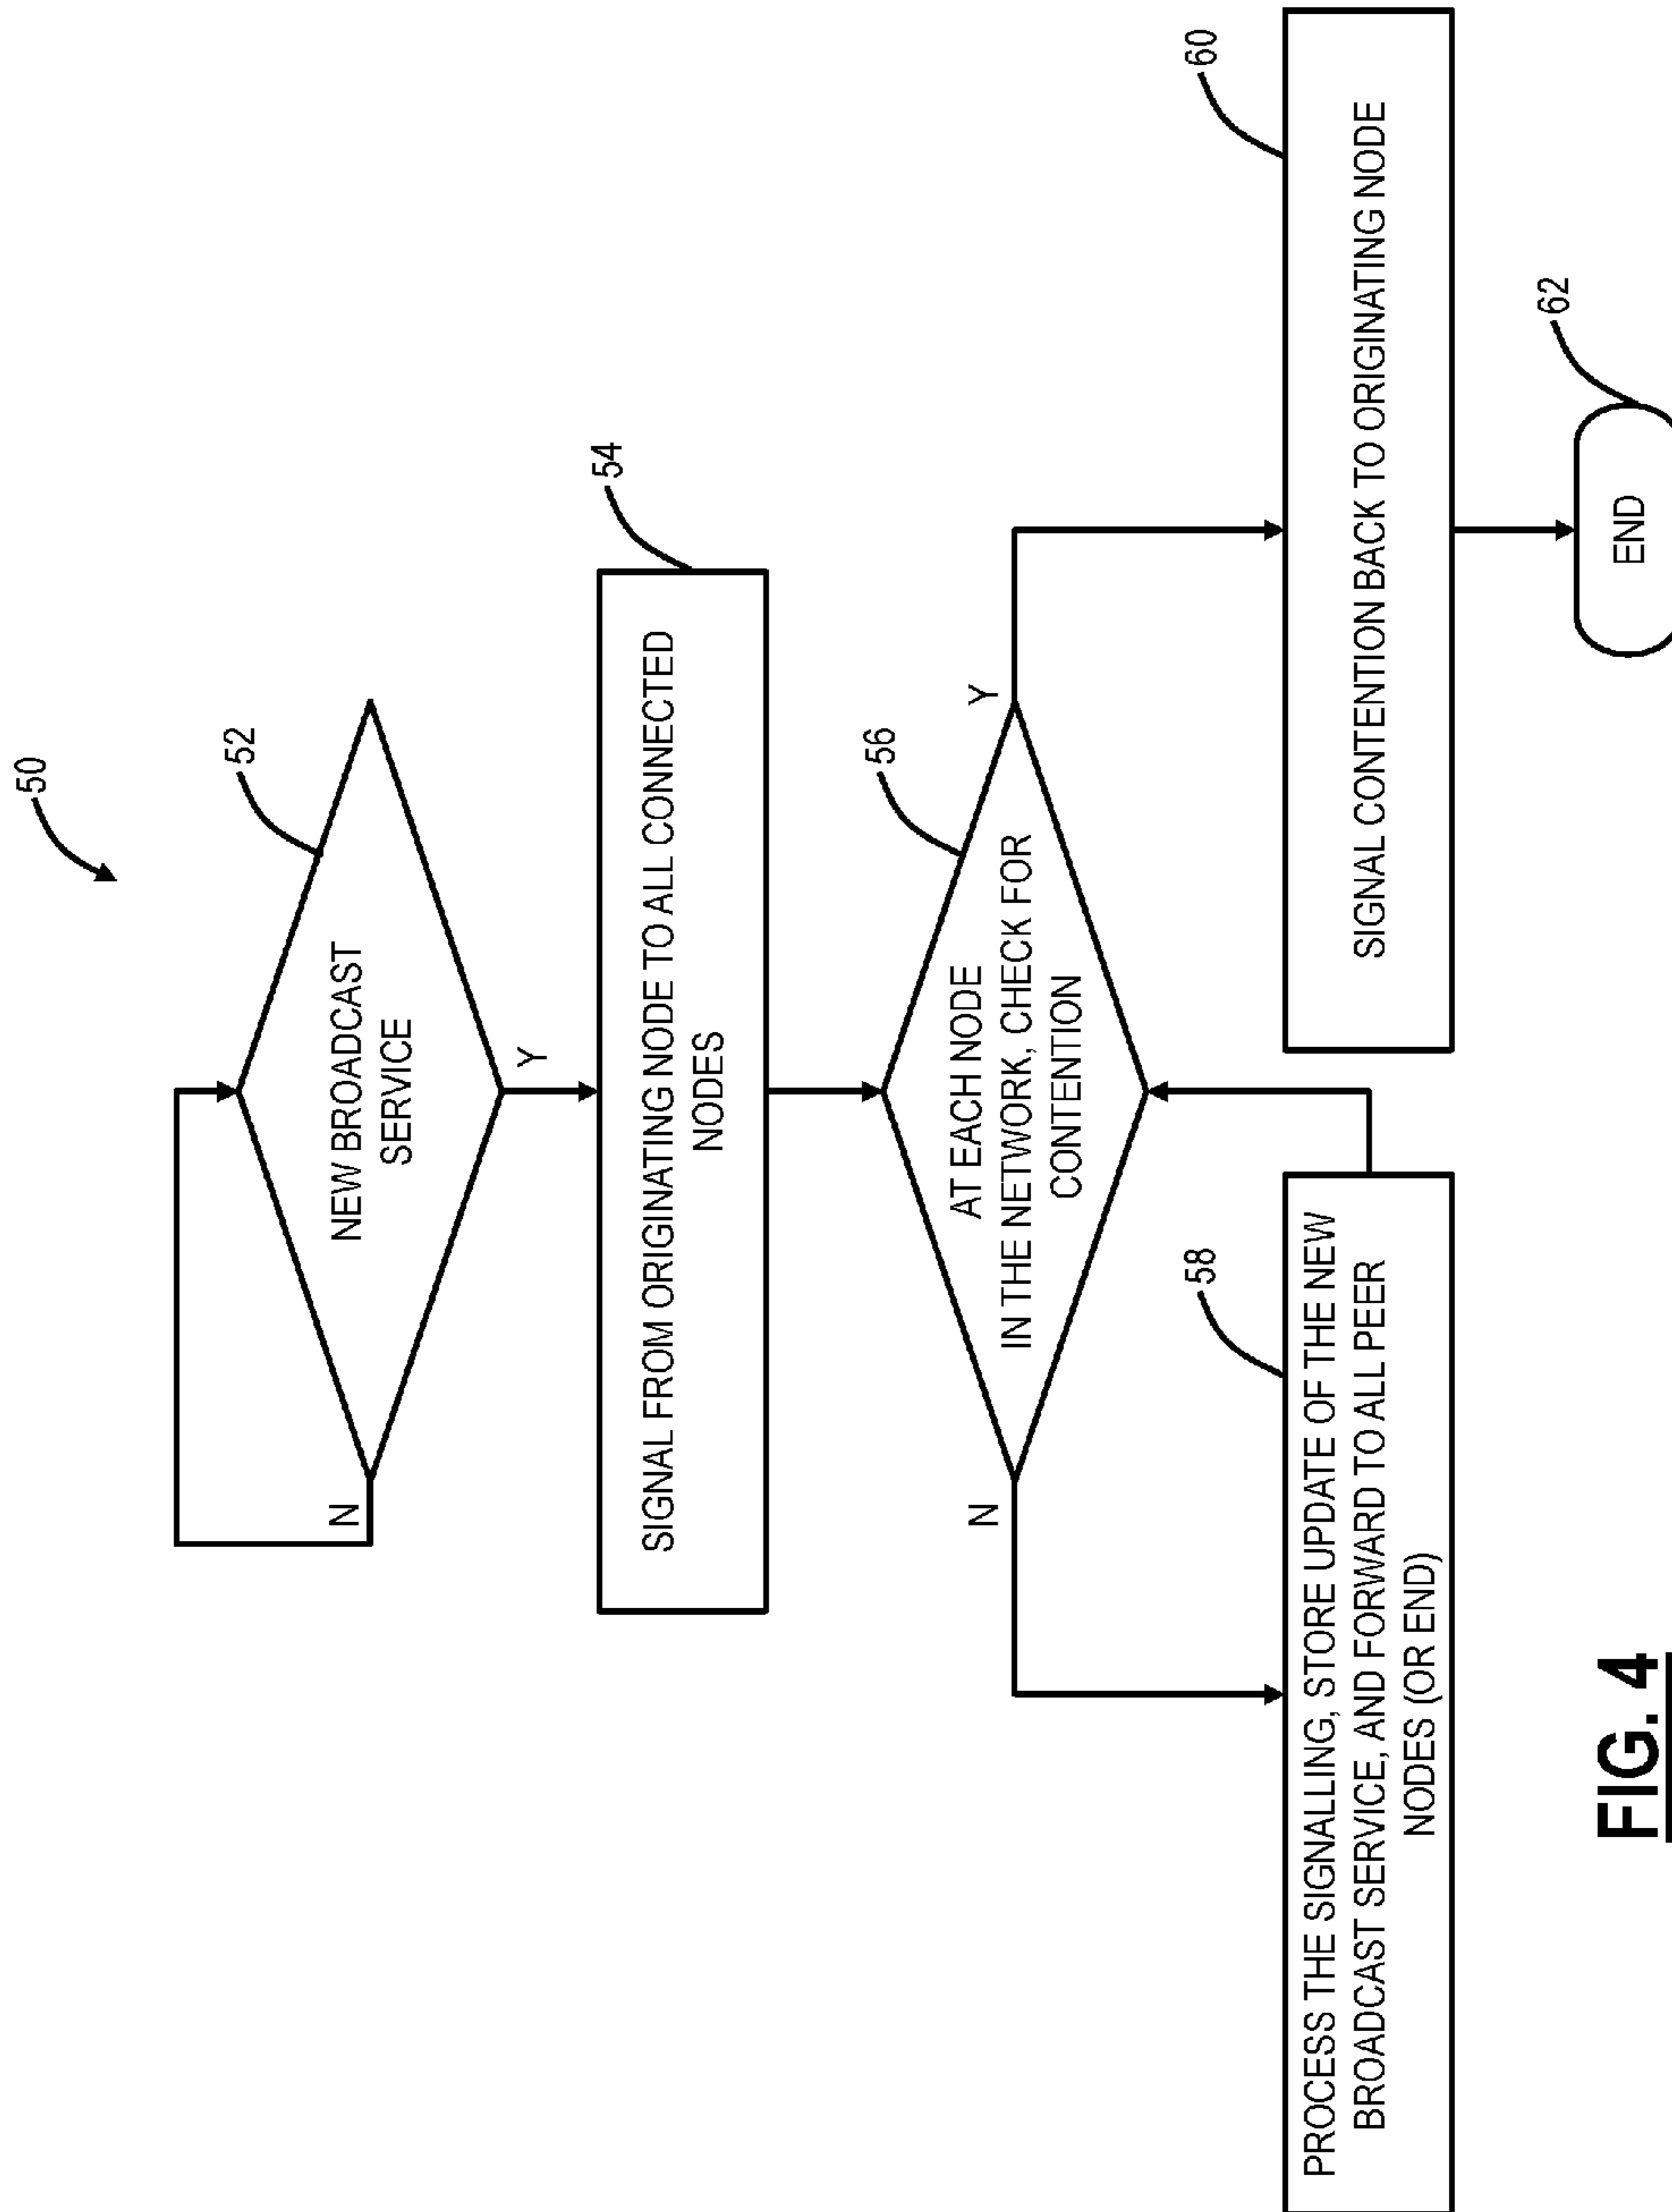 50
52
NEW BROADCAST
SERVICE
N
Y
54
SIGNAL FROM ORIGINATING NODE TO ALL CONNECTED
NODES
56
AT EACH NODE
IN THE NETWORK, CHECK FOR
CONTENTION
N
Y
58
PROCESS THE SIGNALLING, STORE UPDATE OF THE NEW
BROADCAST SERVICE, AND FORWARD TO ALL PEER
NODES (OR END)
60
SIGNAL CONTENTION BACK TO ORIGINATING NODE
62
END
FIG. 4